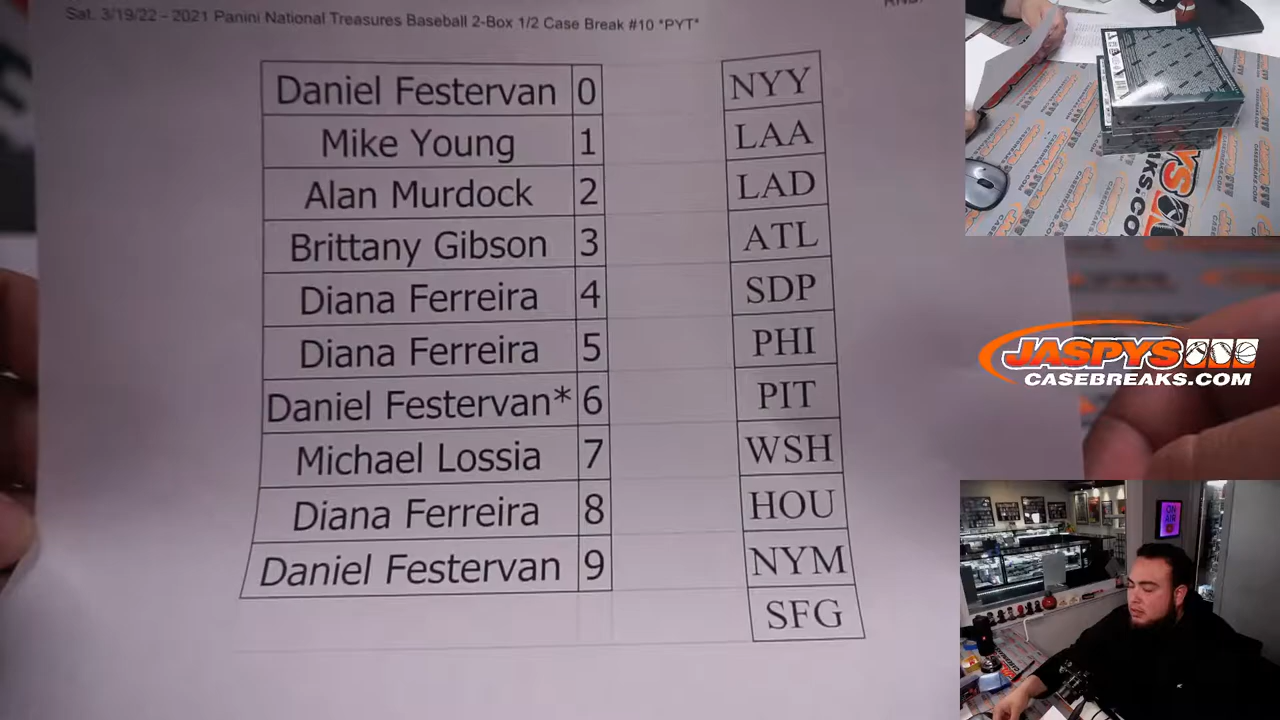 Sat. 3/19/22 - 2021 Panini National Treasures Baseball 2-Box 1/2 Case Break #10 *PYT*
Daniel Festervan 0 NYY
Mike Young 1 LAA
Alan Murdock 2 LAD
Brittany Gibson 3 ATL
Diana Ferreira 4 SDP
Diana Ferreira 5 PHI
Daniel Festervan* 6 PIT
Michael Lossia 7 WSH
Diana Ferreira 8 HOU
Daniel Festervan 9 NYM
SFG
JASPYS
CASEBREAKS.COM
ON
AIR